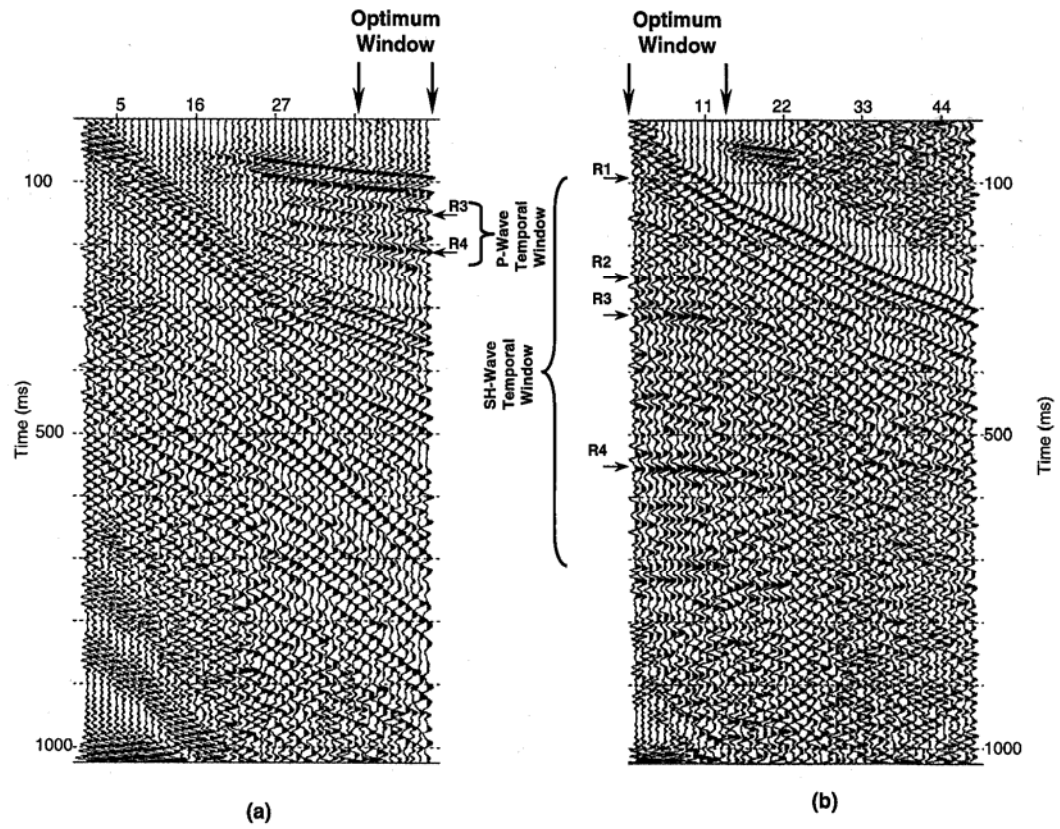 Optimum
Window
Optimum
Window
5 16 27
11 22 33 44
100
R3
R4
P-Wave
Temporal
Window
R1
R2
R3
R4
SH-Wave
Temporal
Window
100
500
500
Time (ms)
Time (ms)
1000
1000
(a)
(b)